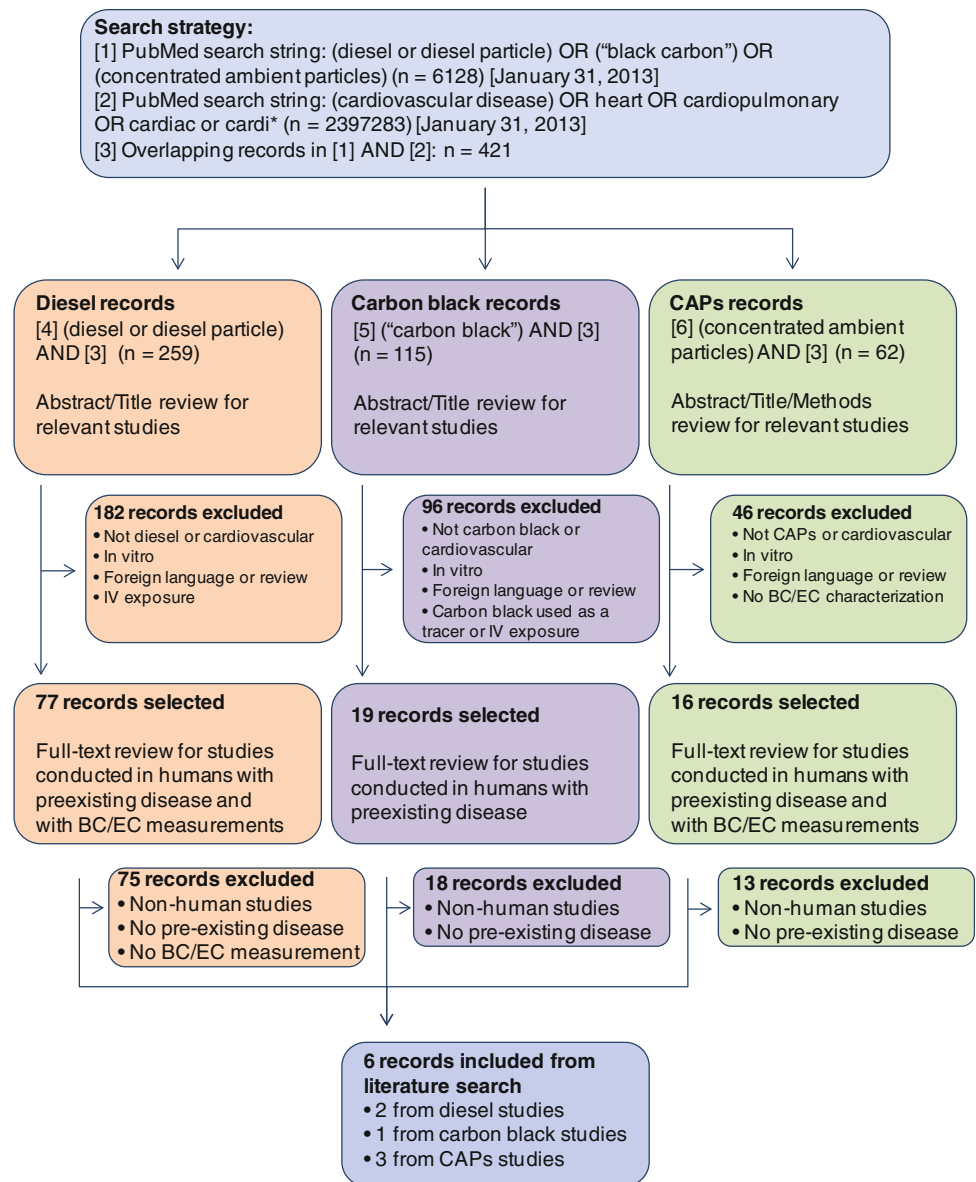 Search strategy:
[1] PubMed search string: (diesel or diesel particle) OR (“black carbon”) OR
(concentrated ambient particles) (n = 6128) [January 31, 2013]
[2] PubMed search string: (cardiovascular disease) OR heart OR cardiopulmonary
OR cardiac or cardi* (n = 2397283) [January 31, 2013]
[3] Overlapping records in [1] AND [2]: n = 421
Diesel records
[4] (diesel or diesel particle)
AND [3] (n = 259)
Abstract/Title review for
relevant studies
Carbon black records
[5] (“carbon black”) AND [3]
(n = 115)
Abstract/Title review for
relevant studies
CAPs records
[6] (concentrated ambient
particles) AND [3] (n = 62)
Abstract/Title/Methods
review for relevant studies
182 records excluded
• Not diesel or cardiovascular
• In vitro
• Foreign language or review
• IV exposure
96 records excluded
• Not carbon black or
cardiovascular
• In vitro
• Foreign language or review
• Carbon black used as a
tracer or IV exposure
46 records excluded
• Not CAPs or cardiovascular
• In vitro
• Foreign language or review
• No BC/EC characterization
77 records selected
Full-text review for studies
conducted in humans with
preexisting disease and
with BC/EC measurements
19 records selected
Full-text review for studies
conducted in humans with
preexisting disease
16 records selected
Full-text review for studies
conducted in humans with
preexisting disease and
with BC/EC measurements
75 records excluded
• Non-human studies
• No pre-existing disease
• No BC/EC measurement
18 records excluded
• Non-human studies
• No pre-existing disease
13 records excluded
• Non-human studies
• No pre-existing disease
6 records included from
literature search
• 2 from diesel studies
• 1 from carbon black studies
• 3 from CAPs studies